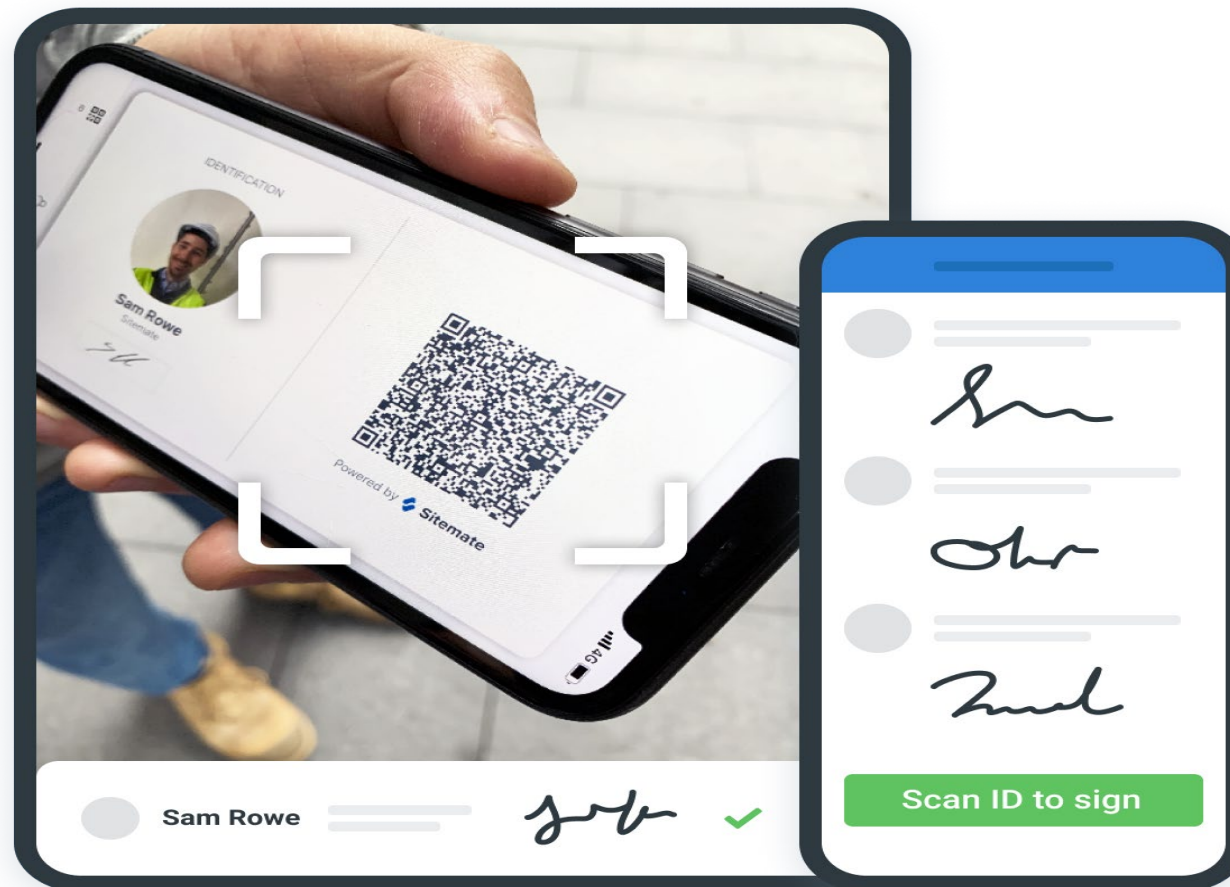 IDENTIFICATION
Sam Rowe
Sitemate
Powered by Sitemate
4G
Sam Rowe
Scan ID to sign